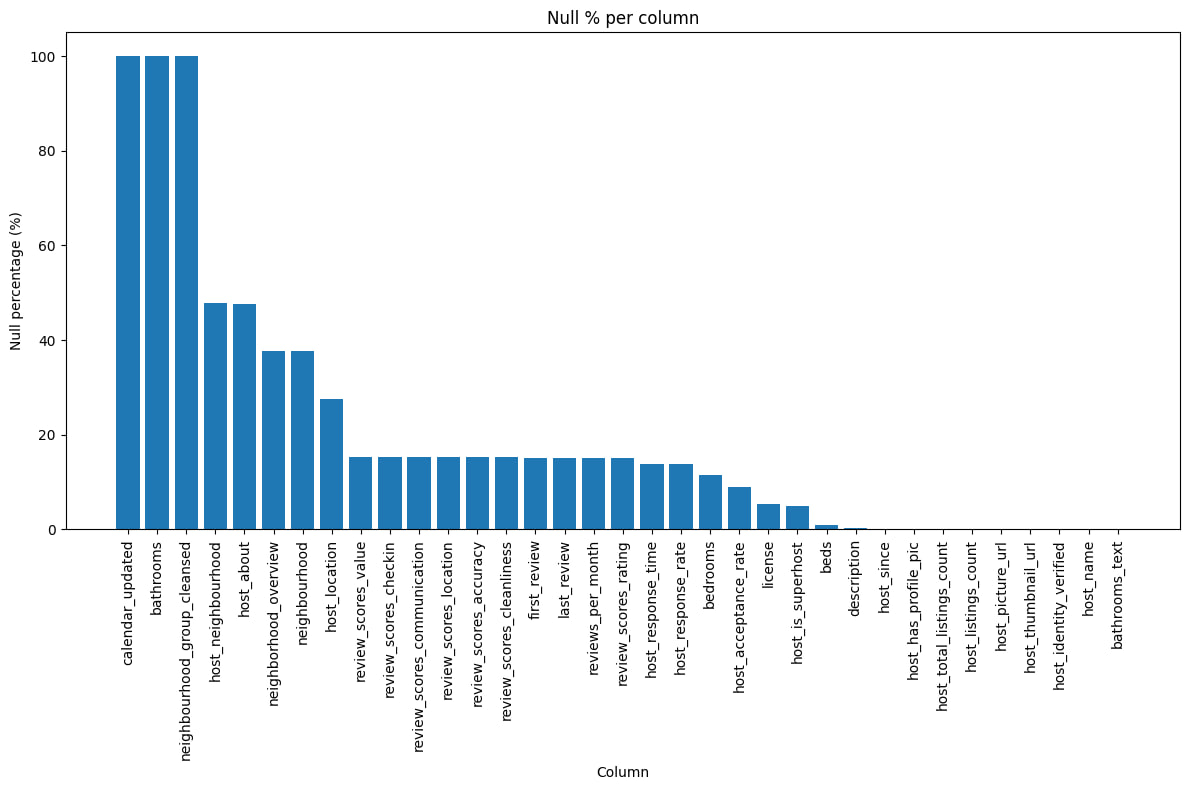 Null % per column
Null percentage (%)
100
80
60
40
20
0
calendar_updated
bathrooms
neighbourhood_group_cleansed
host_neighbourhood
host_about
neighborhood_overview
neighbourhood
host_location
review_scores_value
review_scores_checkin
review_scores_communication
review_scores_location
review_scores_accuracy
review_scores_cleanliness
first_review
last_review
reviews_per_month
review_scores_rating
host_response_time
host_response_rate
bedrooms
host_acceptance_rate
license
host_is_superhost
beds
description
host_since
host_has_profile_pic
host_total_listings_count
host_listings_count
host_picture_url
host_thumbnail_url
host_identity_verified
host_name
bathrooms_text
Column